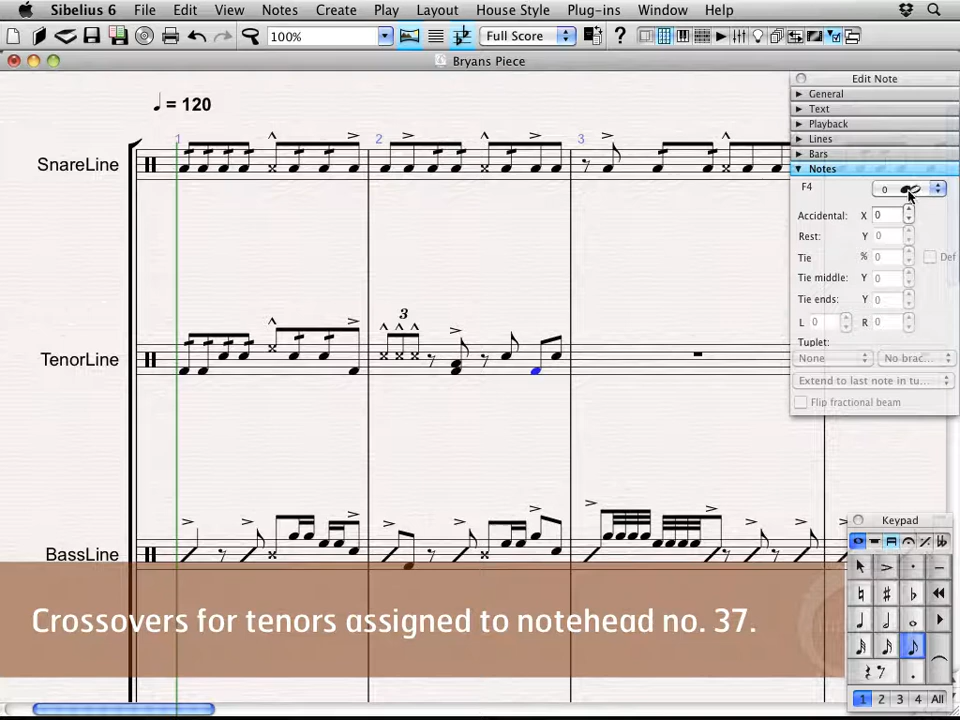 Sibelius 6 File Edit View Notes Create Play Layout House Style Plug-ins Window Help
100% Full Score ?
Bryans Piece
Edit Note
General
Text
Playback
Lines
Bars
Notes
F4 0
Accidental: X 0
Rest: Y 0
Tie % 0 Def
Tie middle: Y 0
Tie ends: Y 0
L 0 R 0
Tuplet:
None No brac...
Extend to last note in tu...
Flip fractional beam
= 120
1 2 3
SnareLine
3
TenorLine
BassLine
Keypad
1 2 3 4 All
Crossovers for tenors assigned to notehead no. 37.